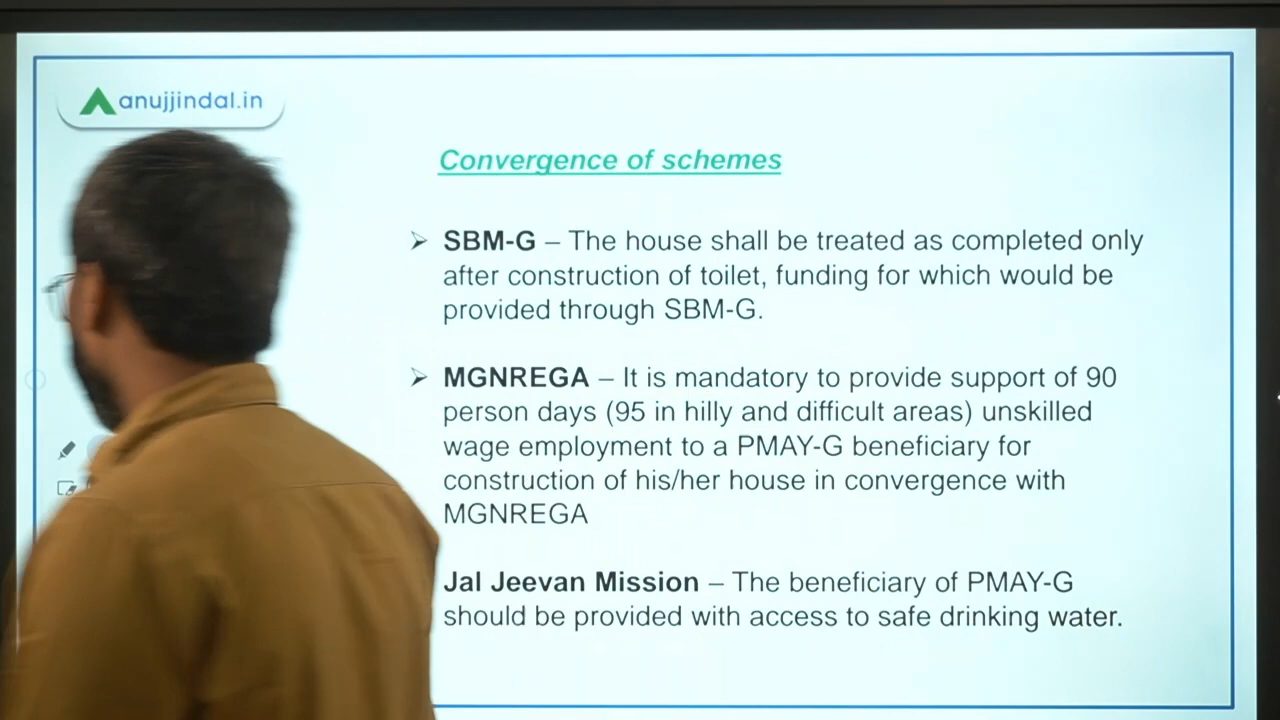 anujjindal.in
Convergence of schemes
➢ SBM-G – The house shall be treated as completed only
after construction of toilet, funding for which would be
provided through SBM-G.
➢ MGNREGA – It is mandatory to provide support of 90
person days (95 in hilly and difficult areas) unskilled
wage employment to a PMAY-G beneficiary for
construction of his/her house in convergence with
MGNREGA
Jal Jeevan Mission – The beneficiary of PMAY-G
should be provided with access to safe drinking water.